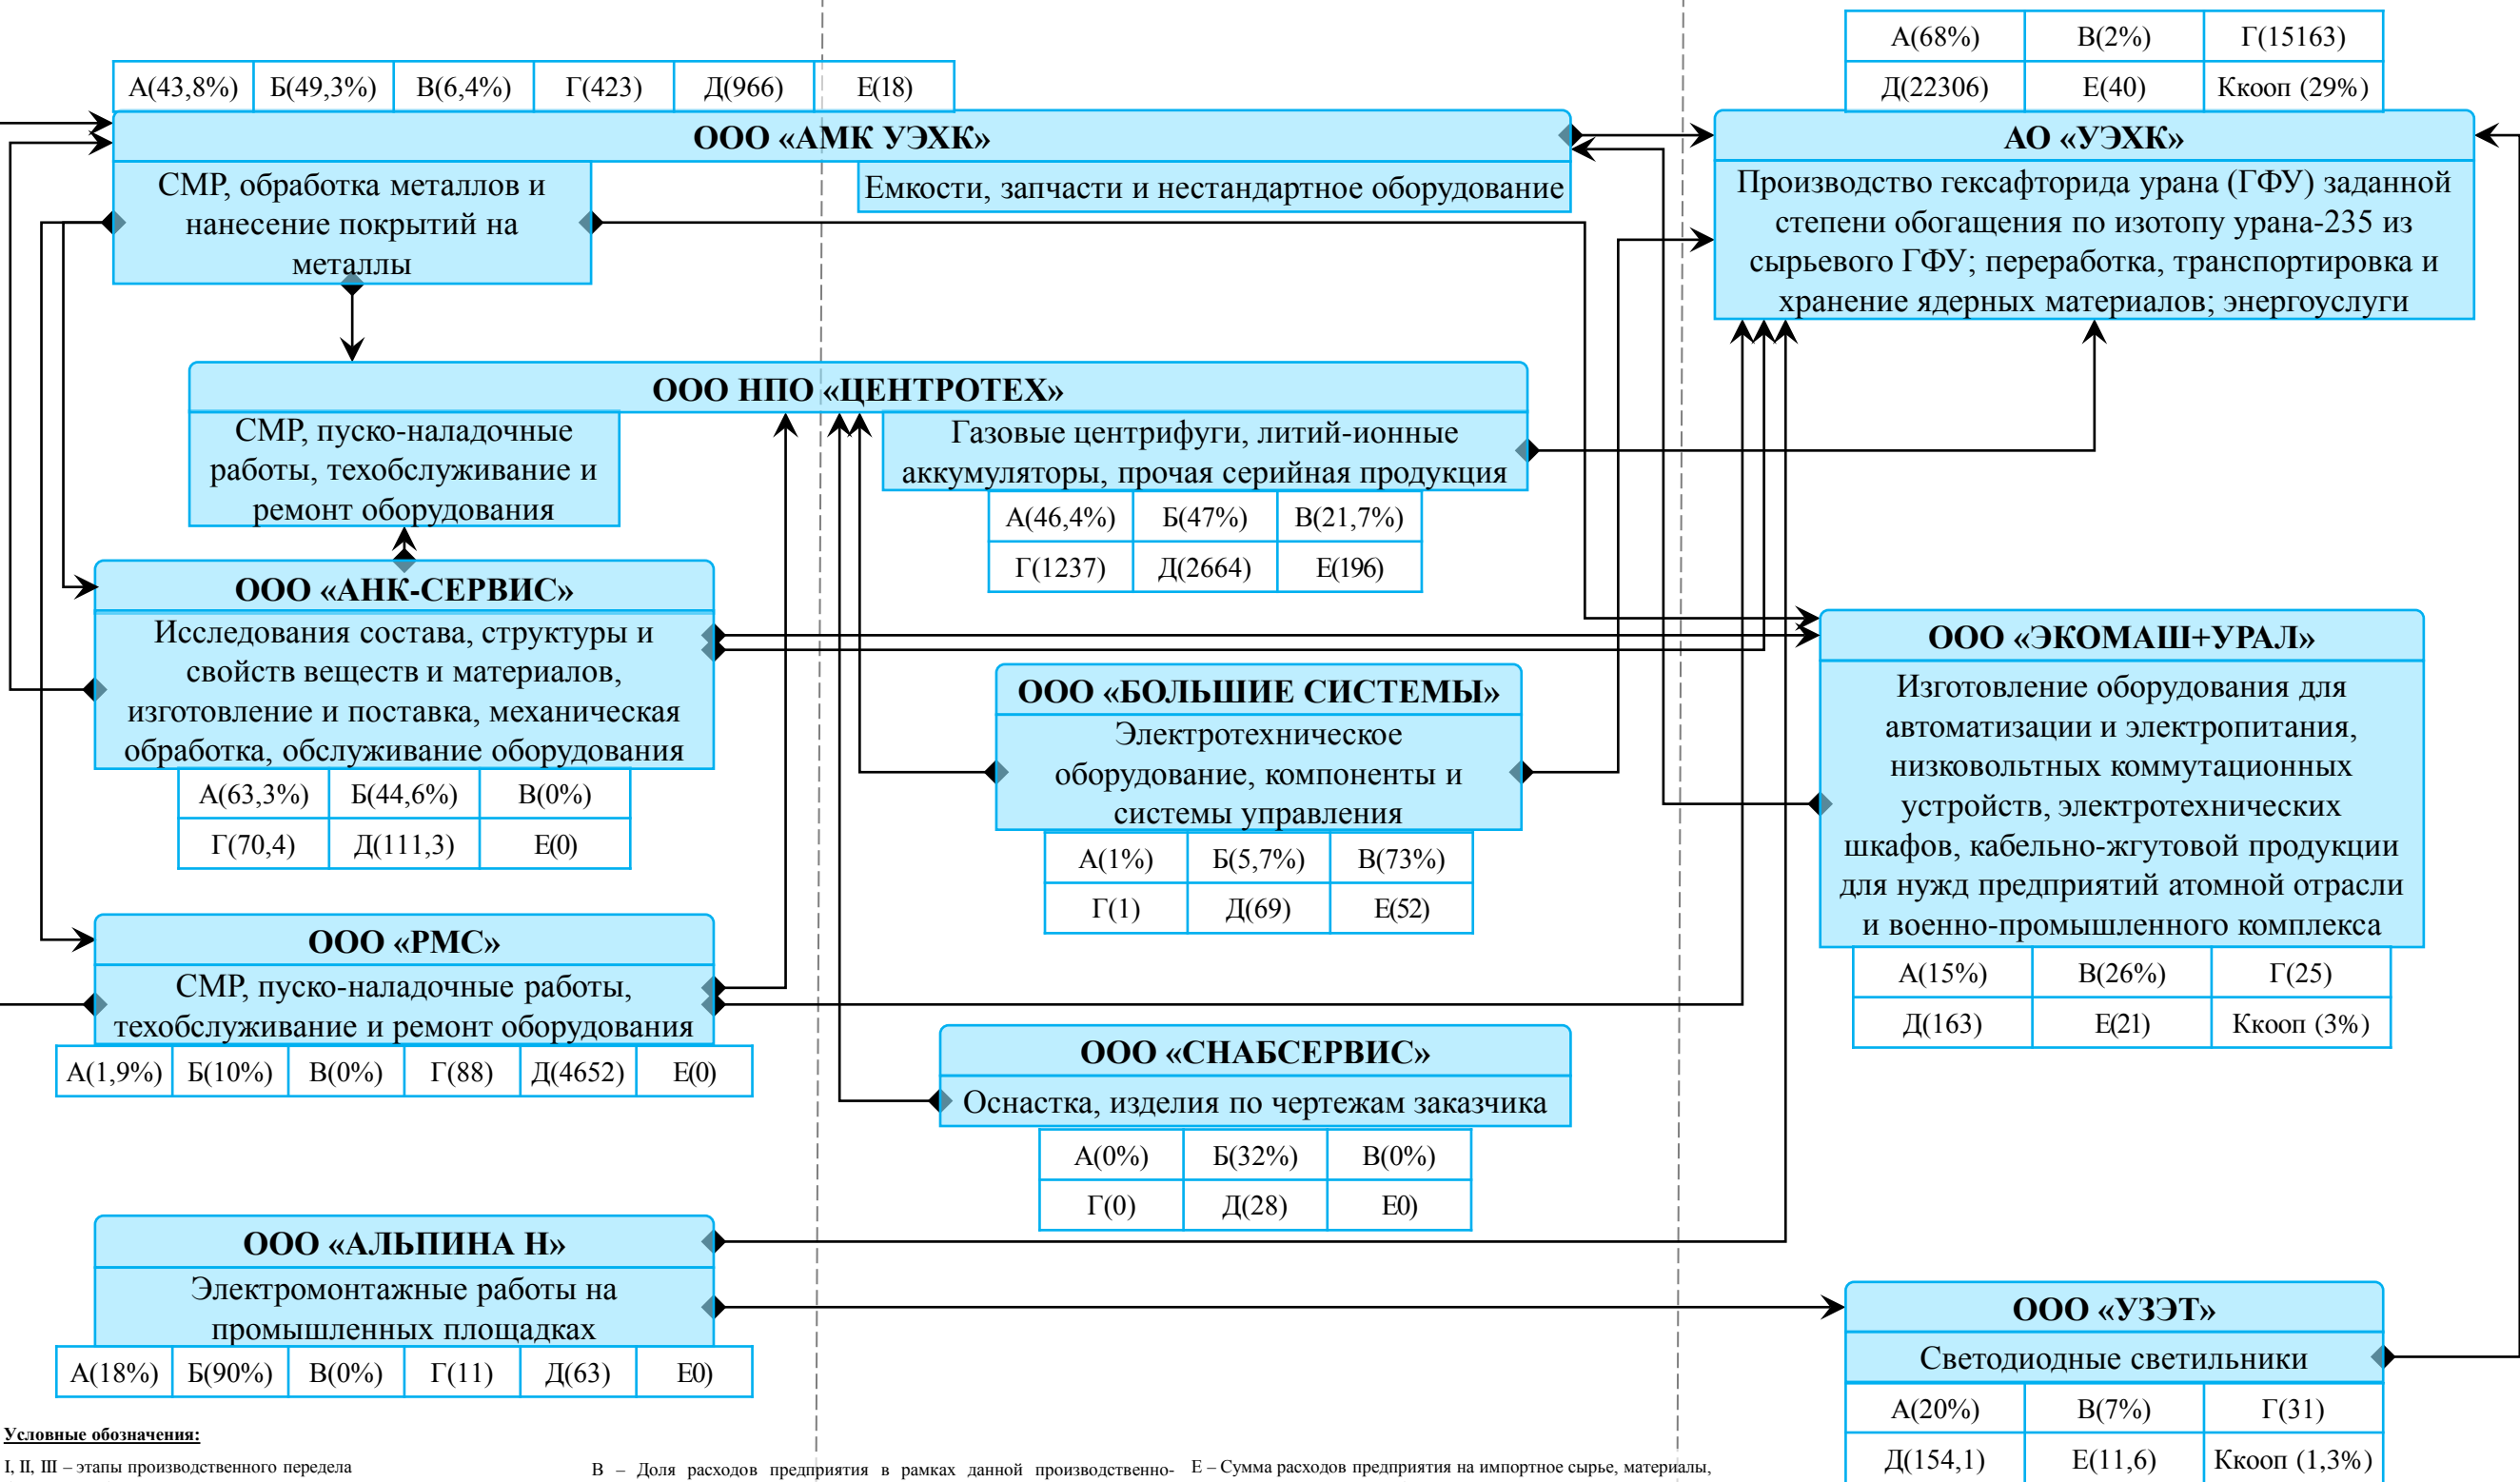 А(68%) В(2%) Г(15163)
Д(22306) Е(40) Ккооп (29%)
А(43,8%) Б(49,3%) В(6,4%) Г(423) Д(966) Е(18)
ООО «АМК УЭХК»
СМР, обработка металлов и
нанесение покрытий на
металлы
Емкости, запчасти и нестандартное оборудование
АО «УЭХК»
Производство гексафторида урана (ГФУ) заданной
степени обогащения по изотопу урана-235 из
сырьевого ГФУ; переработка, транспортировка и
хранение ядерных материалов; энергоуслуги
ООО НПО «ЦЕНТРОТЕХ»
СМР, пуско-наладочные
работы, техобслуживание и
ремонт оборудования
Газовые центрифуги, литий-ионные
аккумуляторы, прочая серийная продукция
А(46,4%) Б(47%) В(21,7%)
Г(1237) Д(2664) Е(196)
ООО «АНК-СЕРВИС»
Исследования состава, структуры и
свойств веществ и материалов,
изготовление и поставка, механическая
обработка, обслуживание оборудования
А(63,3%) Б(44,6%) В(0%)
Г(70,4) Д(111,3) Е(0)
ООО «БОЛЬШИЕ СИСТЕМЫ»
Электротехническое
оборудование, компоненты и
системы управления
А(1%) Б(5,7%) В(73%)
Г(1) Д(69) Е(52)
ООО «ЭКОМАШ+УРАЛ»
Изготовление оборудования для
автоматизации и электропитания,
низковольтных коммутационных
устройств, электротехнических
шкафов, кабельно-жгутовой продукции
для нужд предприятий атомной отрасли
и военно-промышленного комплекса
А(15%) В(26%) Г(25)
Д(163) Е(21) Ккооп (3%)
ООО «РМС»
СМР, пуско-наладочные работы,
техобслуживание и ремонт оборудования
А(1,9%) Б(10%) В(0%) Г(88) Д(4652) Е(0)
ООО «СНАБСЕРВИС»
Оснастка, изделия по чертежам заказчика
А(0%) Б(32%) В(0%)
Г(0) Д(28) Е0)
ООО «АЛЬПИНА Н»
Электромонтажные работы на
промышленных площадках
А(18%) Б(90%) В(0%) Г(11) Д(63) Е0)
ООО «УЗЭТ»
Светодиодные светильники
А(20%) В(7%) Г(31)
Д(154,1) Е(11,6) Ккооп (1,3%)
Условные обозначения:
I, II, III – этапы производственного передела
В – Доля расходов предприятия в рамках данной производственно-
Е – Сумма расходов предприятия на импортное сырье, материалы,